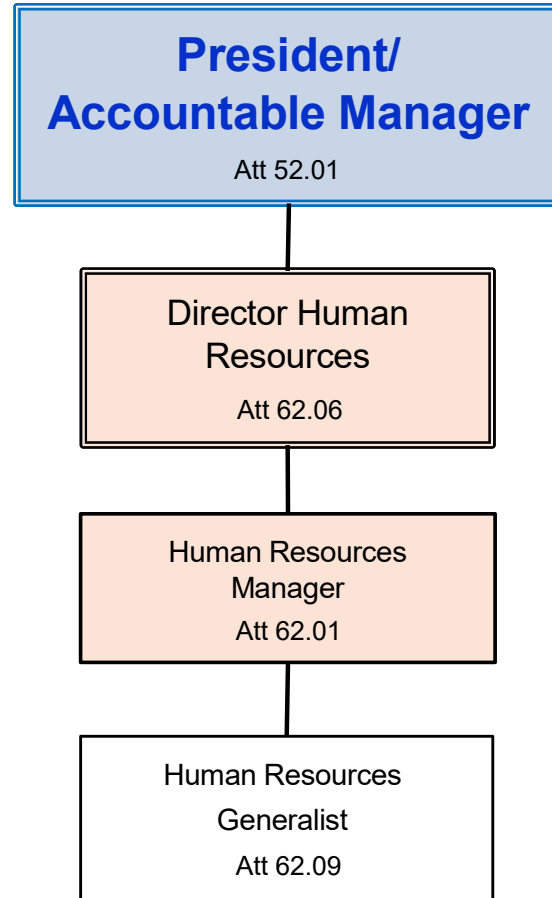 President/
Accountable Manager
Att 52.01
Director Human
Resources
Att 62.06
Human Resources
Manager
Att 62.01
Human Resources
Generalist
Att 62.09